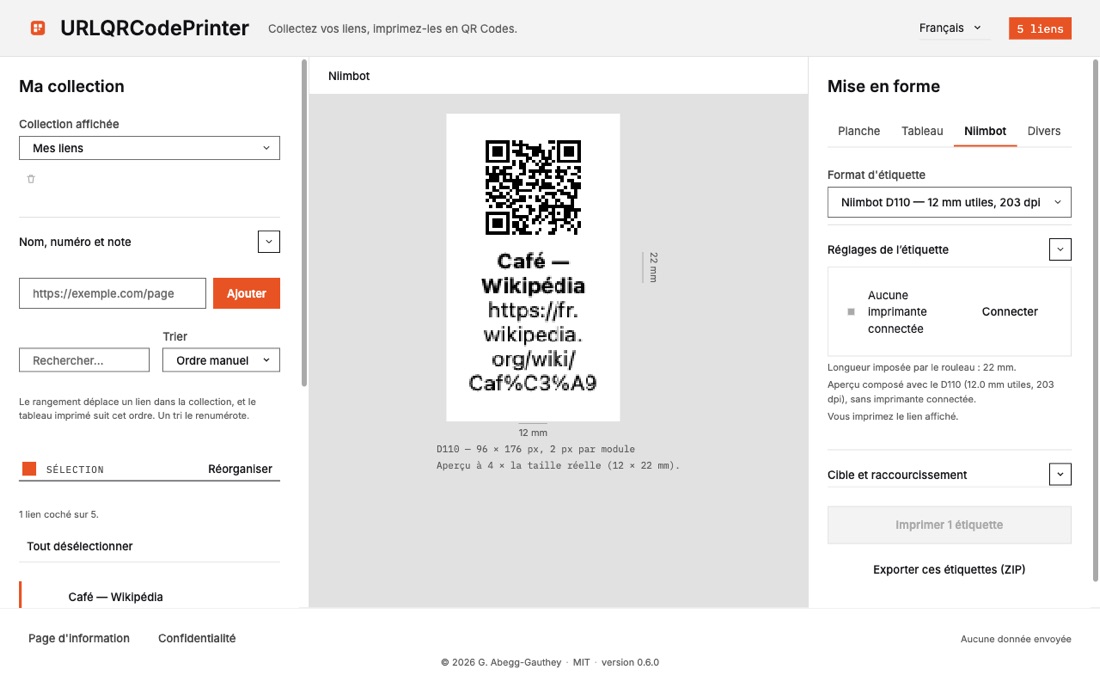 URLQRCodePrinter
Collectez vos liens, imprimez-les en QR Codes.
Français
5 liens
Ma collection
Collection affichée
Mes liens
Nom, numéro et note
https://exemple.com/page
Ajouter
Trier
Rechercher...
Ordre manuel
Le rangement déplace un lien dans la collection, et le
tableau imprimé suit cet ordre. Un tri le renumérote.
SÉLECTION
Réorganiser
1 lien coché sur 5.
Tout désélectionner
Café — Wikipédia
Niimbot
Café —
Wikipédia
https://fr.
wikipedia.
org/wiki/
Caf%C3%A9
22 mm
12 mm
D110 — 96 × 176 px, 2 px par module
Aperçu à 4 × la taille réelle (12 × 22 mm).
Mise en forme
Planche
Tableau
Niimbot
Divers
Format d'étiquette
Niimbot D110 — 12 mm utiles, 203 dpi
Réglages de l'étiquette
Aucune
imprimante
connectée
Connecter
Longueur imposée par le rouleau : 22 mm.
Aperçu composé avec le D110 (12.0 mm utiles, 203
dpi), sans imprimante connectée.
Vous imprimez le lien affiché.
Cible et raccourcissement
Imprimer 1 étiquette
Exporter ces étiquettes (ZIP)
Page d'information
Confidentialité
Aucune donnée envoyée
© 2026 G. Abegg-Gauthey · MIT · version 0.6.0